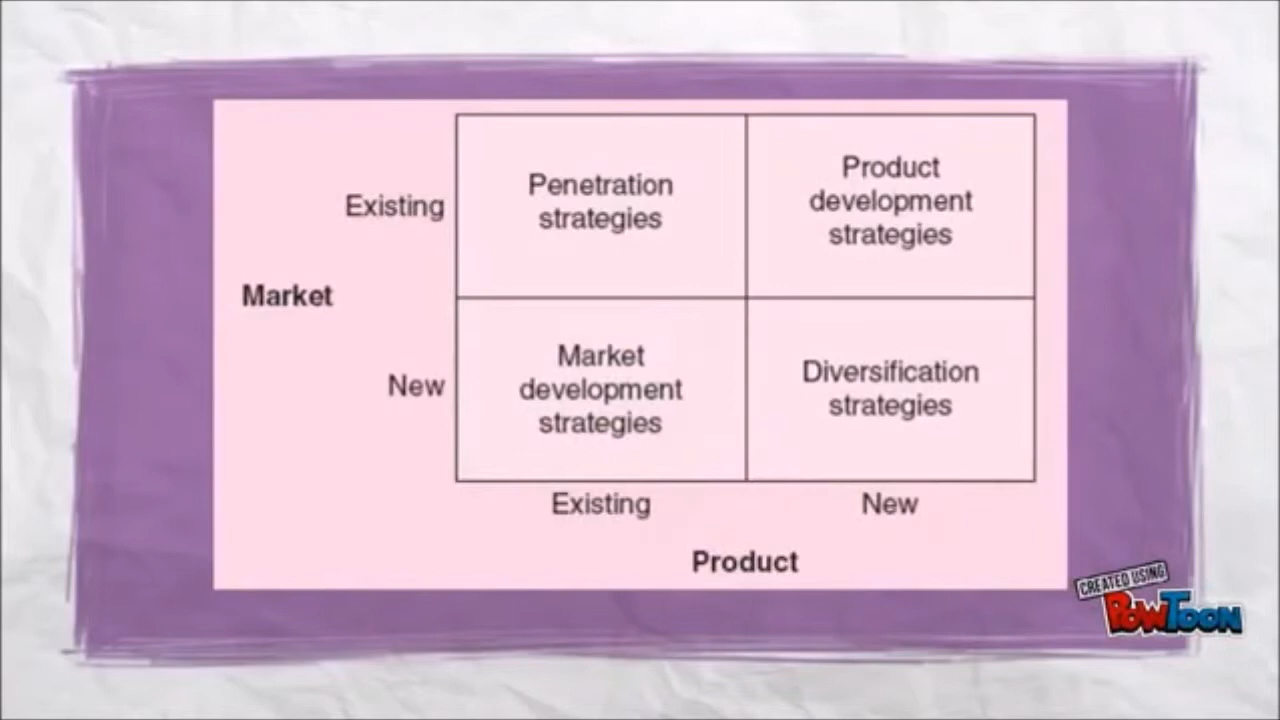 Penetration
strategies
Product
development
strategies
Existing
Market
New
Market
development
strategies
Diversification
strategies
Existing
New
Product
CREATED USING
POWTOON